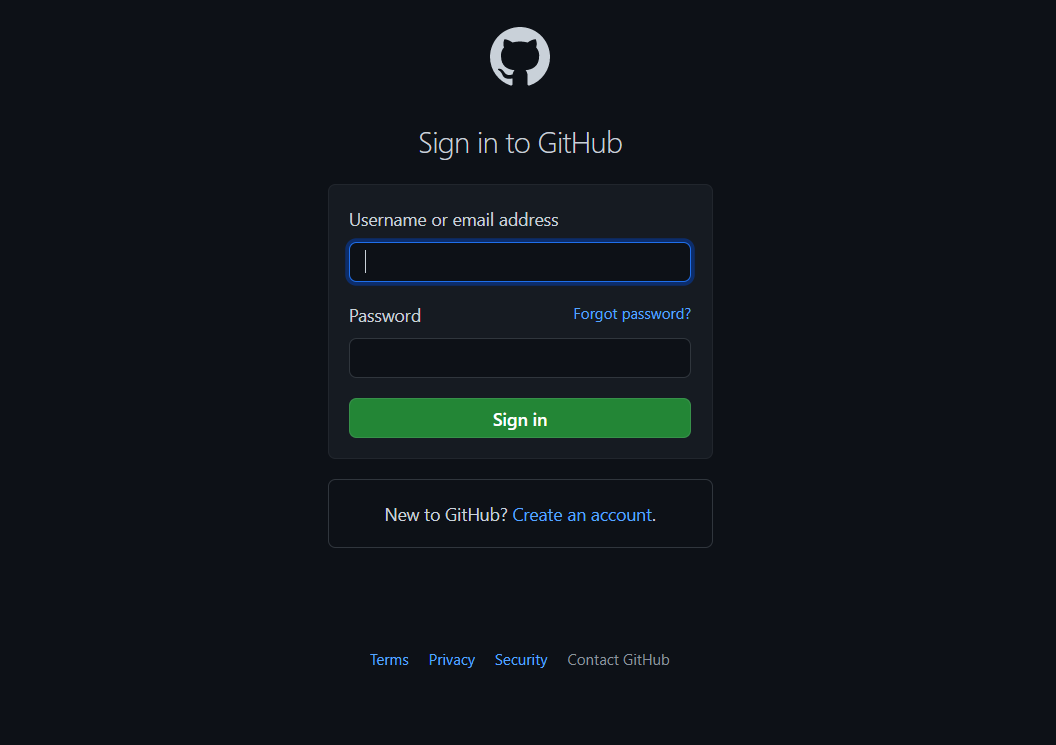 Sign in to GitHub
Username or email address
Password Forgot password?
Sign in
New to GitHub? Create an account.
Terms Privacy Security Contact GitHub